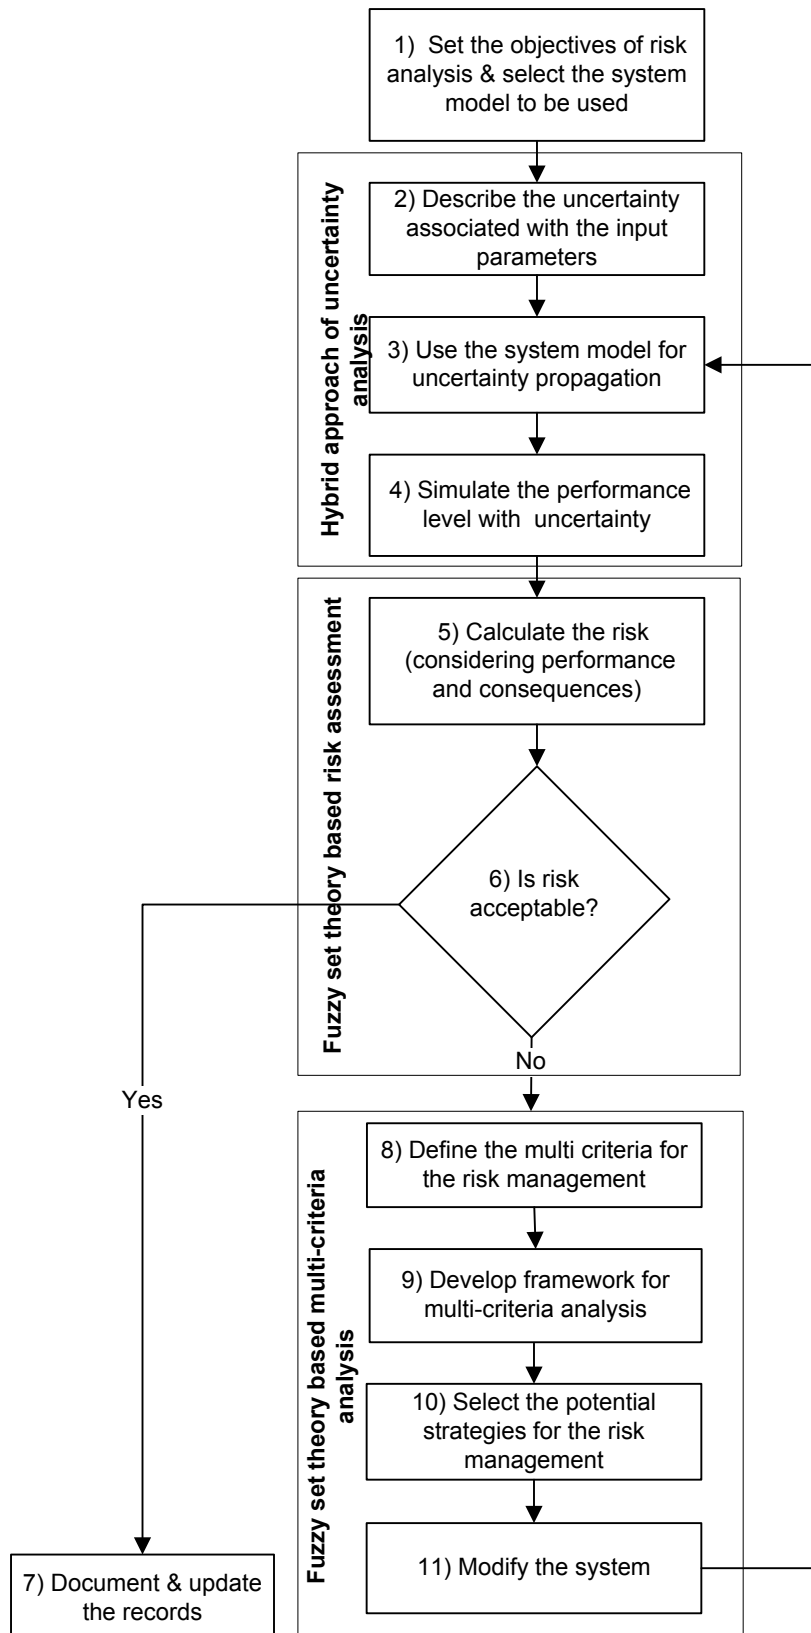 1) Set the objectives of risk
analysis & select the system
model to be used
Hybrid approach of uncertainty
analysis
2) Describe the uncertainty
associated with the input
parameters
3) Use the system model for
uncertainty propagation
4) Simulate the performance
level with uncertainty
Fuzzy set theory based risk assessment
5) Calculate the risk
(considering performance
and consequences)
6) Is risk
acceptable?
No
Yes
Fuzzy set theory based multi-criteria
analysis
8) Define the multi criteria for
the risk management
9) Develop framework for
multi-criteria analysis
10) Select the potential
strategies for the risk
management
11) Modify the system
7) Document & update
the records